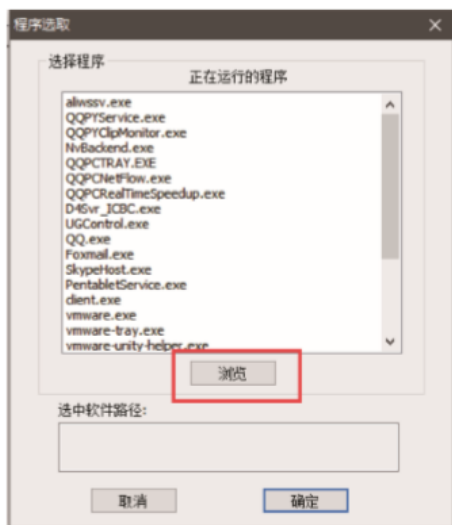 程序选取
选择程序
正在运行的程序
aliwssv.exe
QQPYService.exe
QQPYClipMonitor.exe
NvBackend.exe
QQPCTRAY.EXE
QQPCNetFlow.exe
QQPCRealTimeSpeedup.exe
D4Svr_ICBC.exe
UGControl.exe
QQ.exe
Foxmail.exe
SkypeHost.exe
PentabletService.exe
client.exe
vmware.exe
vmware-tray.exe
vmware-unity-helper.exe
浏览
选中软件路径:
取消
确定